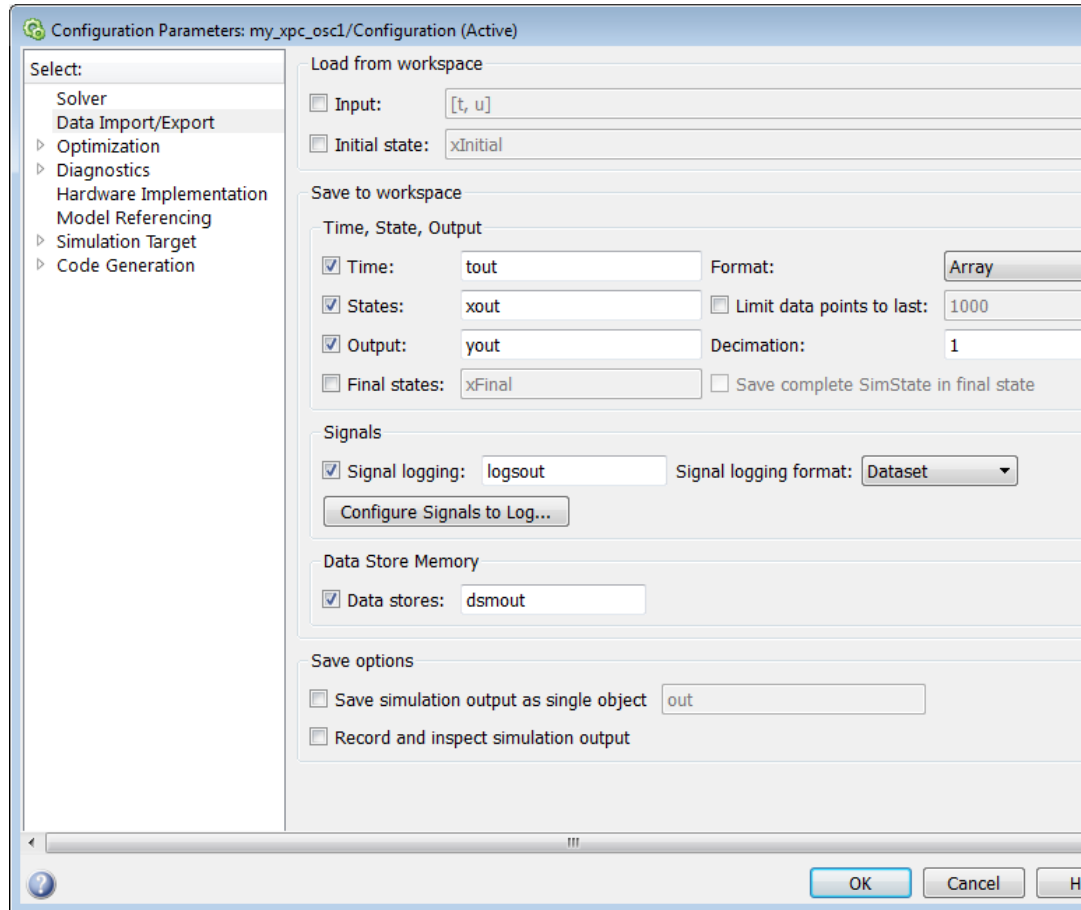 Configuration Parameters: my_xpc_osc1/Configuration (Active)
Select:
Solver
Data Import/Export
Optimization
Diagnostics
Hardware Implementation
Model Referencing
Simulation Target
Code Generation
Load from workspace
Input: [t, u]
Initial state: xInitial
Save to workspace
Time, State, Output
Time: tout Format: Array
States: xout Limit data points to last: 1000
Output: yout Decimation: 1
Final states: xFinal Save complete SimState in final state
Signals
Signal logging: logsout Signal logging format: Dataset
Configure Signals to Log...
Data Store Memory
Data stores: dsmout
Save options
Save simulation output as single object out
Record and inspect simulation output
OK Cancel H